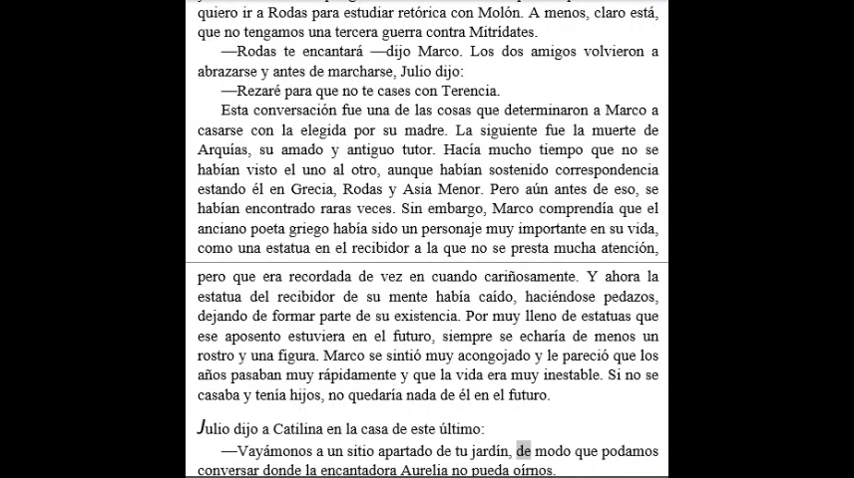 quiero ir a Rodas para estudiar retórica con Molón. A menos, claro está,
que no tengamos una tercera guerra contra Mitrídates.
—Rodas te encantará —dijo Marco. Los dos amigos volvieron a
abrazarse y antes de marcharse, Julio dijo:
—Rezaré para que no te cases con Terencia.
Esta conversación fue una de las cosas que determinaron a Marco a
casarse con la elegida por su madre. La siguiente fue la muerte de
Arquías, su amado y antiguo tutor. Hacía mucho tiempo que no se
habían visto el uno al otro, aunque habían sostenido correspondencia
estando él en Grecia, Rodas y Asia Menor. Pero aún antes de eso, se
habían encontrado raras veces. Sin embargo, Marco comprendía que el
anciano poeta griego había sido un personaje muy importante en su vida,
como una estatua en el recibidor a la que no se presta mucha atención,
pero que era recordada de vez en cuando cariñosamente. Y ahora la
estatua del recibidor de su mente había caído, haciéndose pedazos,
dejando de formar parte de su existencia. Por muy lleno de estatuas que
ese aposento estuviera en el futuro, siempre se echaría de menos un
rostro y una figura. Marco se sintió muy acongojado y le pareció que los
años pasaban muy rápidamente y que la vida era muy inestable. Si no se
casaba y tenía hijos, no quedaría nada de él en el futuro.
Julio dijo a Catilina en la casa de este último:
—Vayámonos a un sitio apartado de tu jardín, de modo que podamos
conversar donde la encantadora Aurelia no pueda oírnos.